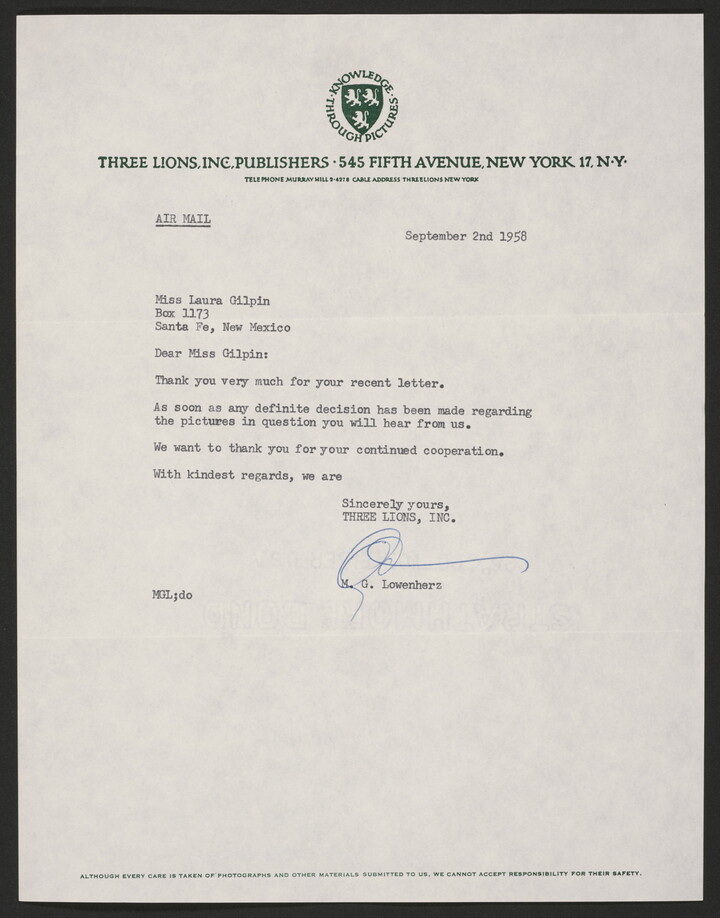 KNOWLEDGE
THROUGH PICTURES
THREE LIONS, INC. PUBLISHERS · 545 FIFTH AVENUE, NEW YORK 17, N·Y·
TELEPHONE MURRAY HILL 2-4278 CABLE ADDRESS THREELIONS NEW YORK
AIR MAIL
September 2nd 1958
Miss Laura Gilpin
Box 1173
Santa Fe, New Mexico
Dear Miss Gilpin:
Thank you very much for your recent letter.
As soon as any definite decision has been made regarding
the pictures in question you will hear from us.
We want to thank you for your continued cooperation.
With kindest regards, we are
Sincerely yours,
THREE LIONS, INC.
M. G. Lowenherz
MGL;do
ALTHOUGH EVERY CARE IS TAKEN OF PHOTOGRAPHS AND OTHER MATERIALS SUBMITTED TO US, WE CANNOT ACCEPT RESPONSIBILITY FOR THEIR SAFETY.